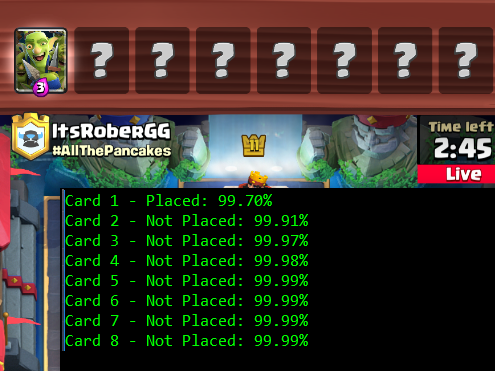 3
? ? ? ? ? ? ?
ItsRoberGG
#AllThePancakes
Time left
2:45
Live
Card 1 - Placed: 99.70%
Card 2 - Not Placed: 99.91%
Card 3 - Not Placed: 99.97%
Card 4 - Not Placed: 99.98%
Card 5 - Not Placed: 99.99%
Card 6 - Not Placed: 99.99%
Card 7 - Not Placed: 99.99%
Card 8 - Not Placed: 99.99%